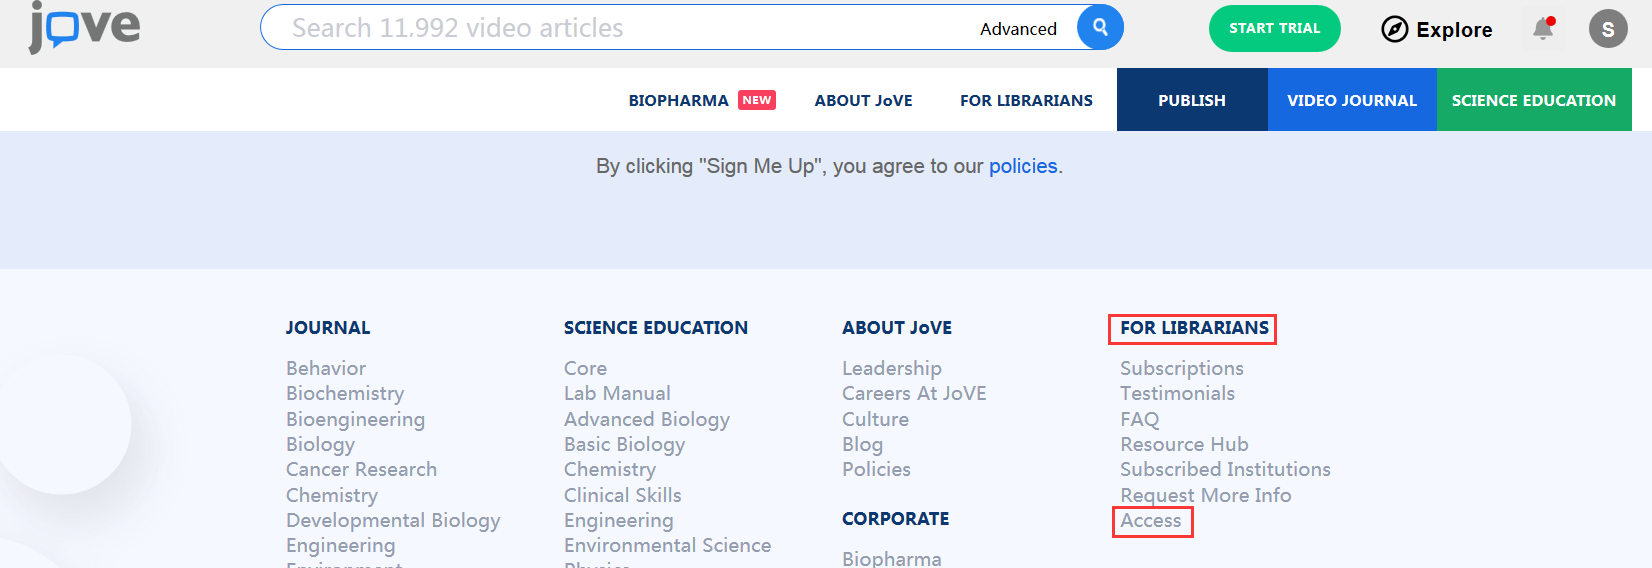 jove
Search 11,992 video articles
Advanced
START TRIAL
Explore
S
BIOPHARMA NEW
ABOUT JoVE
FOR LIBRARIANS
PUBLISH
VIDEO JOURNAL
SCIENCE EDUCATION
By clicking "Sign Me Up", you agree to our policies.
JOURNAL
Behavior
Biochemistry
Bioengineering
Biology
Cancer Research
Chemistry
Developmental Biology
Engineering
Environment
SCIENCE EDUCATION
Core
Lab Manual
Advanced Biology
Basic Biology
Chemistry
Clinical Skills
Engineering
Environmental Science
Physics
ABOUT JoVE
Leadership
Careers At JoVE
Culture
Blog
Policies
CORPORATE
Biopharma
FOR LIBRARIANS
Subscriptions
Testimonials
FAQ
Resource Hub
Subscribed Institutions
Request More Info
Access